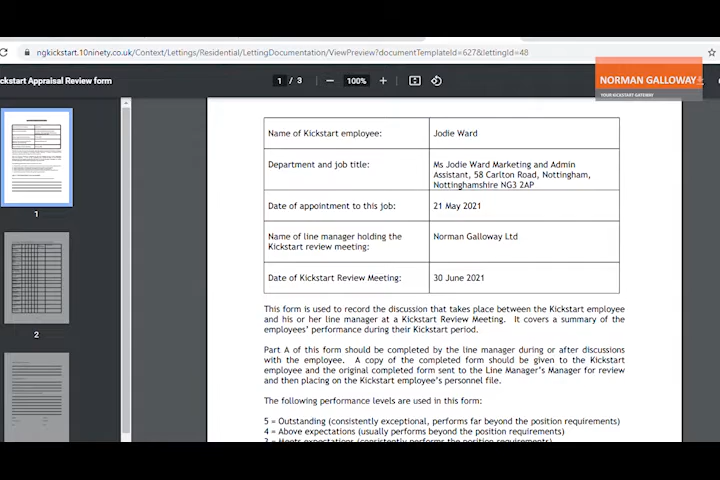 ngkickstart.10ninety.co.uk/Context/Lettings/Residential/LettingDocumentation/ViewPreview?documentTemplateId=627&lettingId=48
ckstart Appraisal Review form
1 / 3
100%
NORMAN GALLOWAY
YOUR KICKSTART GATEWAY
1
2
Name of Kickstart employee:
Jodie Ward
Department and job title:
Ms Jodie Ward Marketing and Admin
Assistant, 58 Carlton Road, Nottingham,
Nottinghamshire NG3 2AP
Date of appointment to this job:
21 May 2021
Name of line manager holding the
Kickstart review meeting:
Norman Galloway Ltd
Date of Kickstart Review Meeting:
30 June 2021
This form is used to record the discussion that takes place between the Kickstart employee
and his or her line manager at a Kickstart Review Meeting. It covers a summary of the
employees’ performance during their Kickstart period.
Part A of this form should be completed by the line manager during or after discussions
with the employee. A copy of the completed form should be given to the Kickstart
employee and the original completed form sent to the Line Manager’s Manager for review
and then placing on the Kickstart employee’s personnel file.
The following performance levels are used in this form:
5 = Outstanding (consistently exceptional, performs far beyond the position requirements)
4 = Above expectations (usually performs beyond the position requirements)
3 = Meets expectations (consistently performs the position requirements)